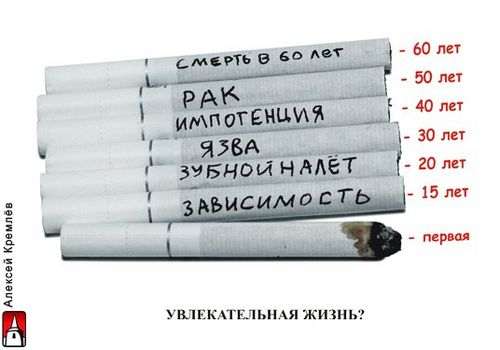 СМЕРТЬ В 60 ЛЕТ - 60 лет
РАК - 50 лет
ИМПОТЕНЦИЯ - 40 лет
ЯЗВА - 30 лет
ЗУБНОЙ НАЛЁТ - 20 лет
ЗАВИСИМОСТЬ - 15 лет
- первая
УВЛЕКАТЕЛЬНАЯ ЖИЗНЬ?
Алексей Кремлёв